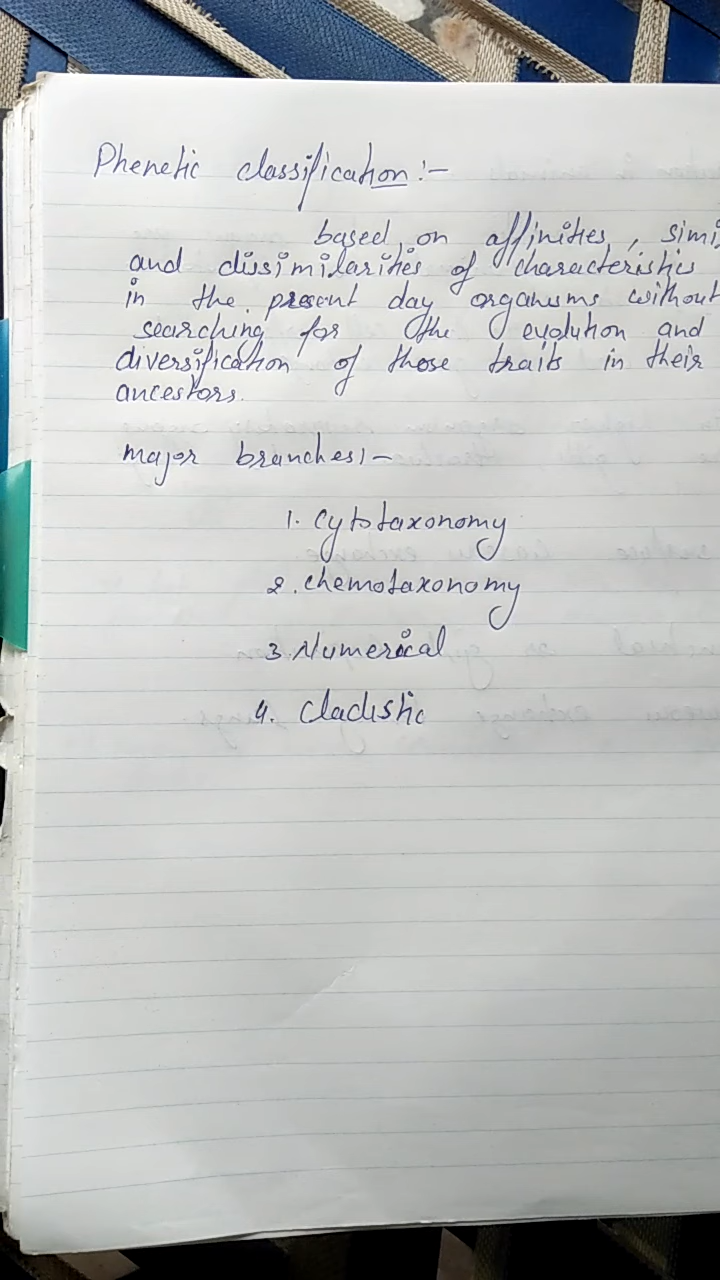 Phenetic classification :-
based on affinities, simi
and dissimilarities of characteristics
in the present day organisms without
searching for the evolution and
diversification of those traits in their
ancestors.
major branches :-
1. Cytotaxonomy
2. chemotaxonomy
3. Numerical
4. Cladistic